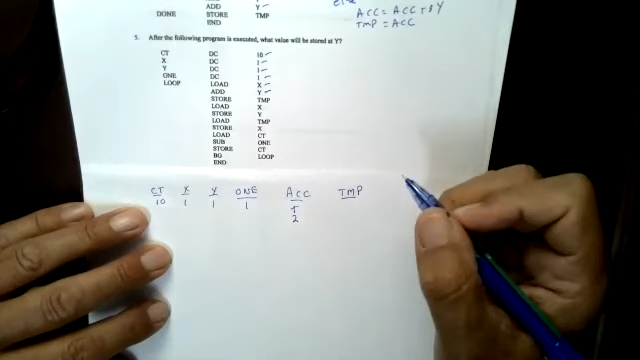 ADD Y
DONE STORE TMP
END
ACC = ACC + 8Y
TMP = ACC
5. After the following program is executed, what value will be stored at Y?
CT DC 10
X DC 1
Y DC 1
ONE DC 1
LOOP LOAD X
ADD Y
STORE TMP
LOAD X
STORE Y
LOAD TMP
STORE X
LOAD CT
SUB ONE
STORE CT
BG LOOP
END
CT X Y ONE ACC TMP
10 1 1 1 1
2